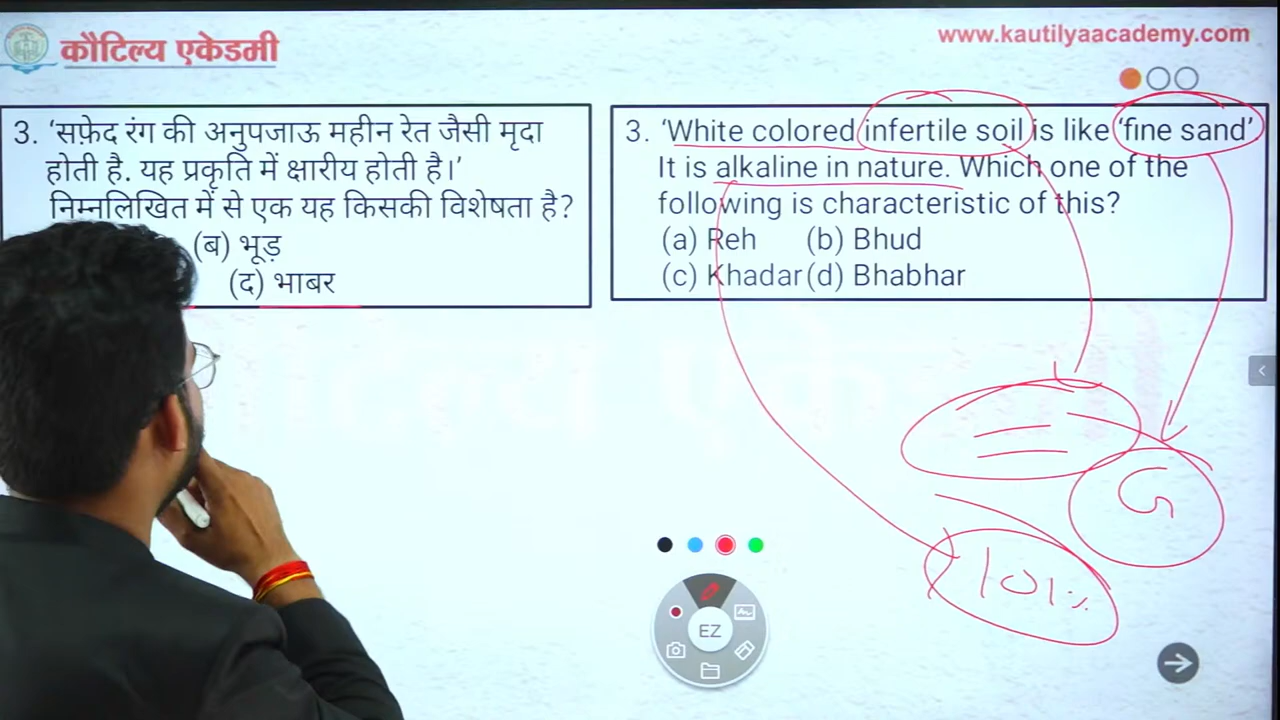 कौटिल्य एकेडमी
www.kautilyaacademy.com
3. ‘सफ़ेद रंग की अनुपजाऊ महीन रेत जैसी मृदा
होती है. यह प्रकृति में क्षारीय होती है।’
निम्नलिखित में से एक यह किसकी विशेषता है?
(ब) भूड़
(द) भाबर
3. ‘White colored infertile soil is like ‘fine sand’.
It is alkaline in nature. Which one of the
following is characteristic of this?
(a) Reh (b) Bhud
(c) Khadar (d) Bhabhar
G
EZ